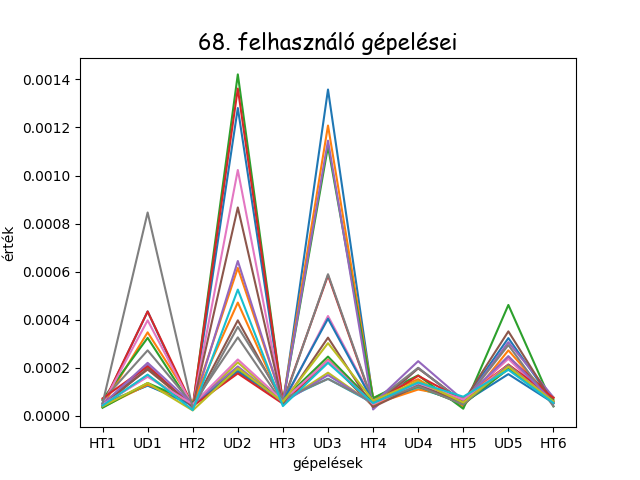 68. felhasználó gépelései
0.0014
0.0012
0.0010
0.0008
0.0006
0.0004
0.0002
0.0000
érték
HT1 UD1 HT2 UD2 HT3 UD3 HT4 UD4 HT5 UD5 HT6
gépelések